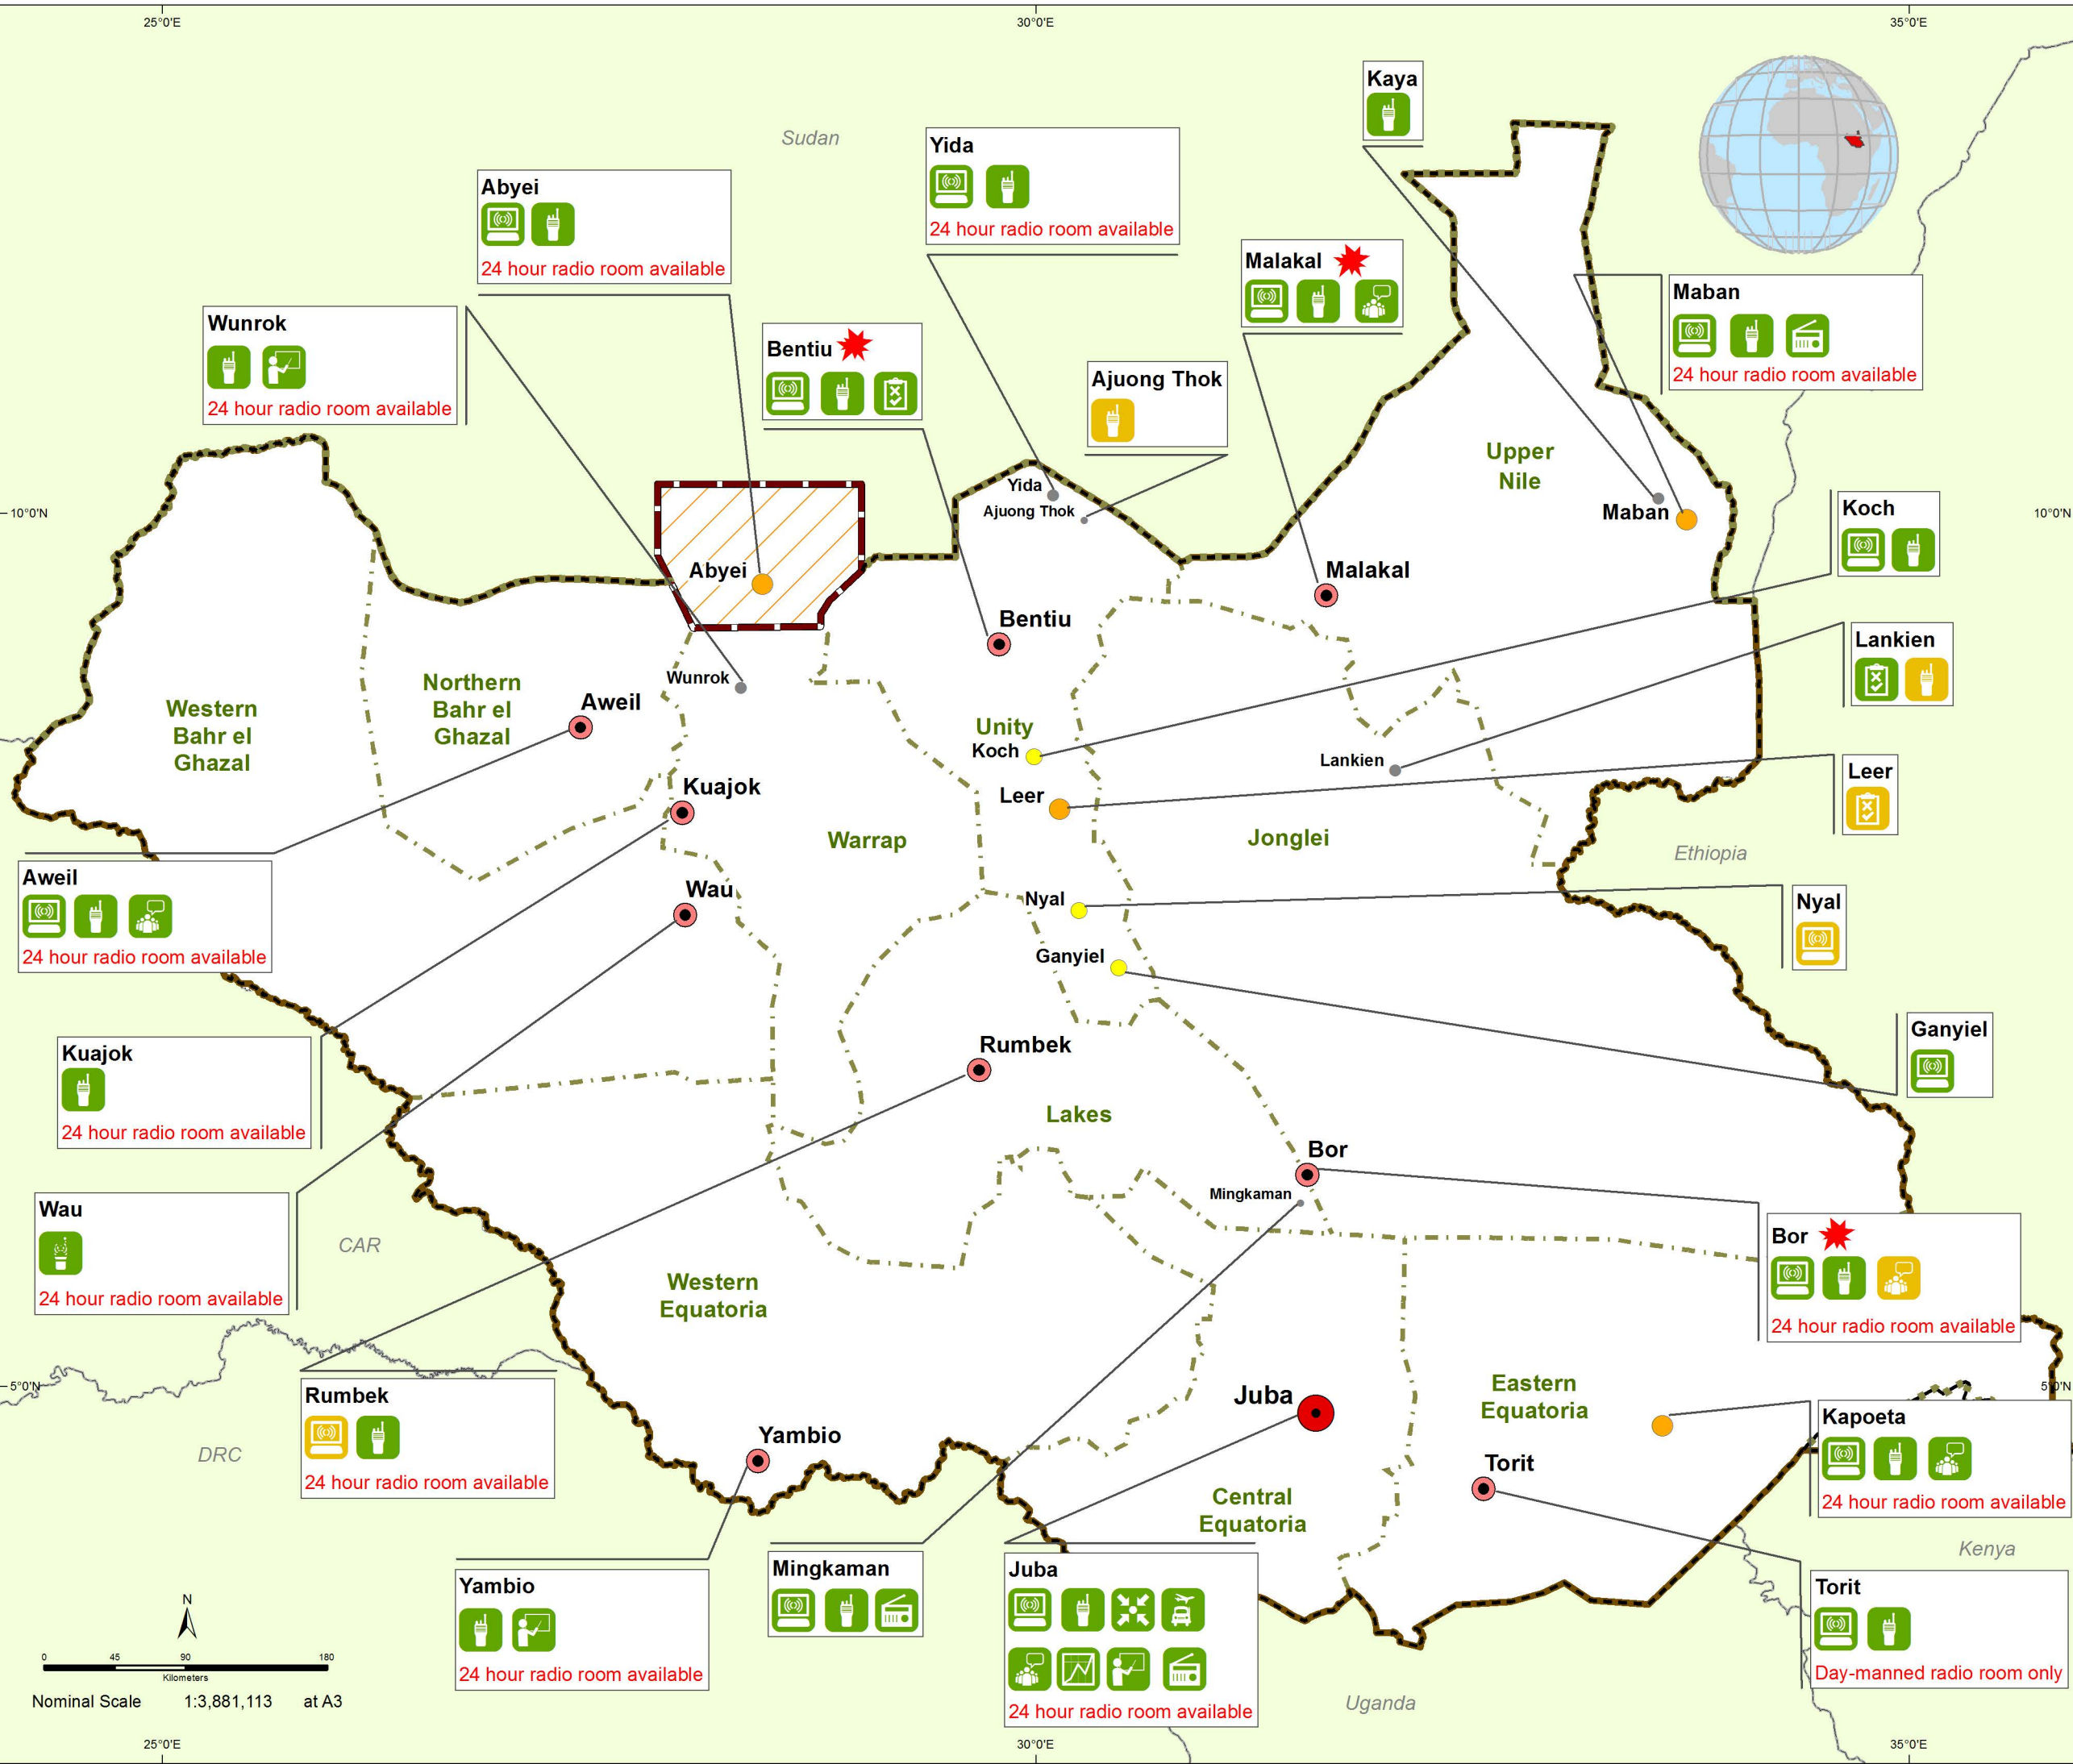 25°0'E
30°0'E
35°0'E
Sudan
Kaya
Yida
24 hour radio room available
Abyei
24 hour radio room available
Malakal
Maban
24 hour radio room available
Wunrok
24 hour radio room available
Bentiu
Ajuong Thok
Upper
Nile
Yida
Ajuong Thok
10°0'N
10°0'N
Maban
Koch
Abyei
Malakal
Bentiu
Lankien
Wunrok
Northern
Bahr el
Ghazal
Aweil
Western
Bahr el
Ghazal
Unity
Koch
Lankien
Leer
Kuajok
Leer
Warrap
Jonglei
Ethiopia
Aweil
24 hour radio room available
Wau
Nyal
Nyal
Ganyiel
Ganyiel
Kuajok
24 hour radio room available
Rumbek
Lakes
Bor
Mingkaman
Wau
24 hour radio room available
CAR
Bor
24 hour radio room available
Western
Equatoria
5°0'N
5°0'N
Rumbek
24 hour radio room available
Juba
Eastern
Equatoria
Kapoeta
24 hour radio room available
DRC
Yambio
Torit
Central
Equatoria
Kenya
Yambio
24 hour radio room available
Mingkaman
Juba
24 hour radio room available
Torit
Day-manned radio room only
N
0 45 90 180
Kilometers
Nominal Scale 1:3,881,113 at A3
Uganda
25°0'E
30°0'E
35°0'E